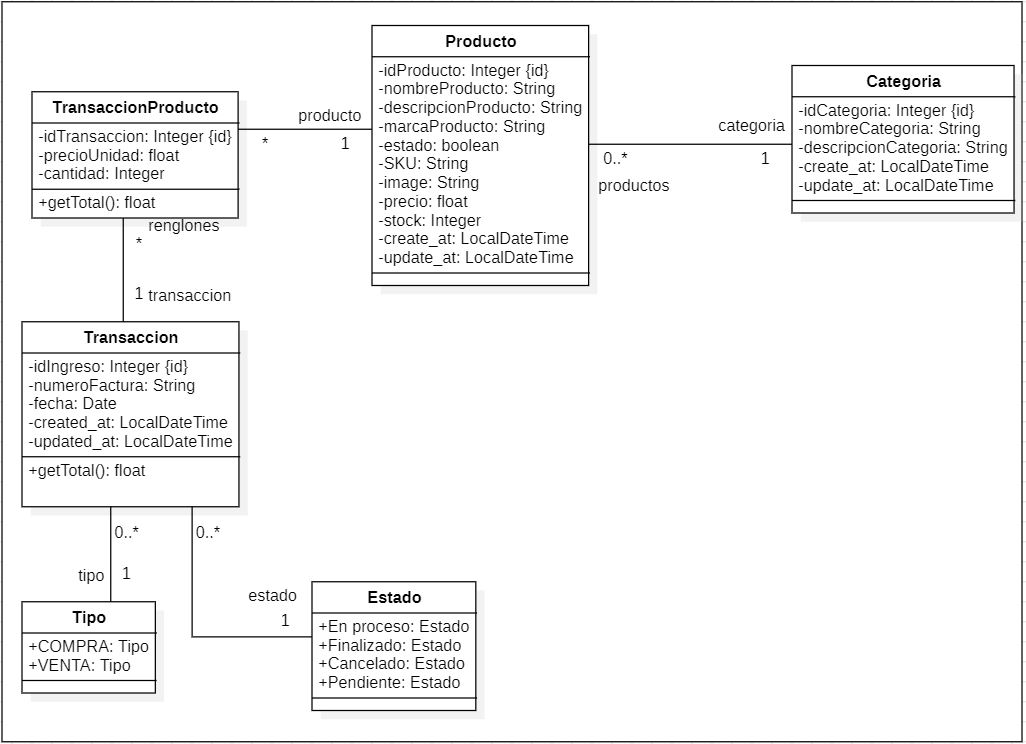 Producto
-idProducto: Integer {id}
-nombreProducto: String
-descripcionProducto: String
-marcaProducto: String
-estado: boolean
-SKU: String
-image: String
-precio: float
-stock: Integer
-create_at: LocalDateTime
-update_at: LocalDateTime
Categoria
-idCategoria: Integer {id}
-nombreCategoria: String
-descripcionCategoria: String
-create_at: LocalDateTime
-update_at: LocalDateTime
TransaccionProducto
-idTransaccion: Integer {id}
-precioUnidad: float
-cantidad: Integer
+getTotal(): float
producto
*
1
categoria
0..*
1
productos
renglones
*
1 transaccion
Transaccion
-idIngreso: Integer {id}
-numeroFactura: String
-fecha: Date
-created_at: LocalDateTime
-updated_at: LocalDateTime
+getTotal(): float
0..*
0..*
tipo
1
estado
1
Tipo
+COMPRA: Tipo
+VENTA: Tipo
Estado
+En proceso: Estado
+Finalizado: Estado
+Cancelado: Estado
+Pendiente: Estado